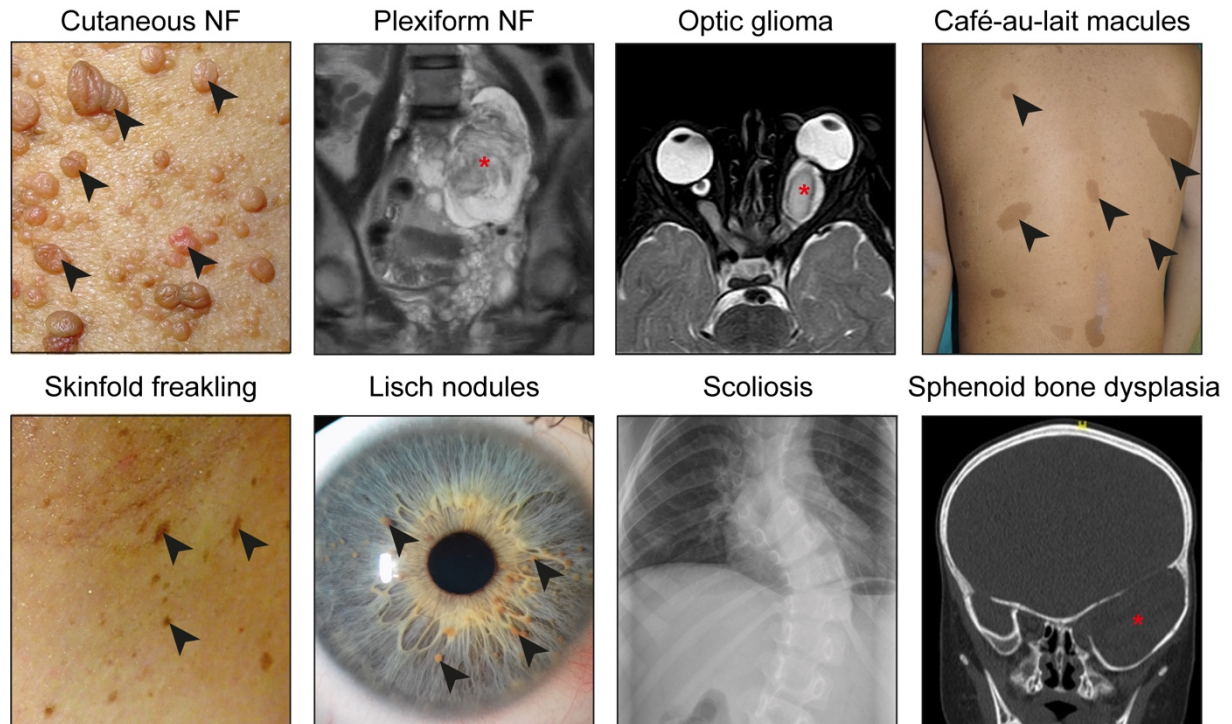 Cutaneous NF
Plexiform NF
Optic glioma
Café-au-lait macules
Skinfold freakling
Lisch nodules
Scoliosis
Sphenoid bone dysplasia